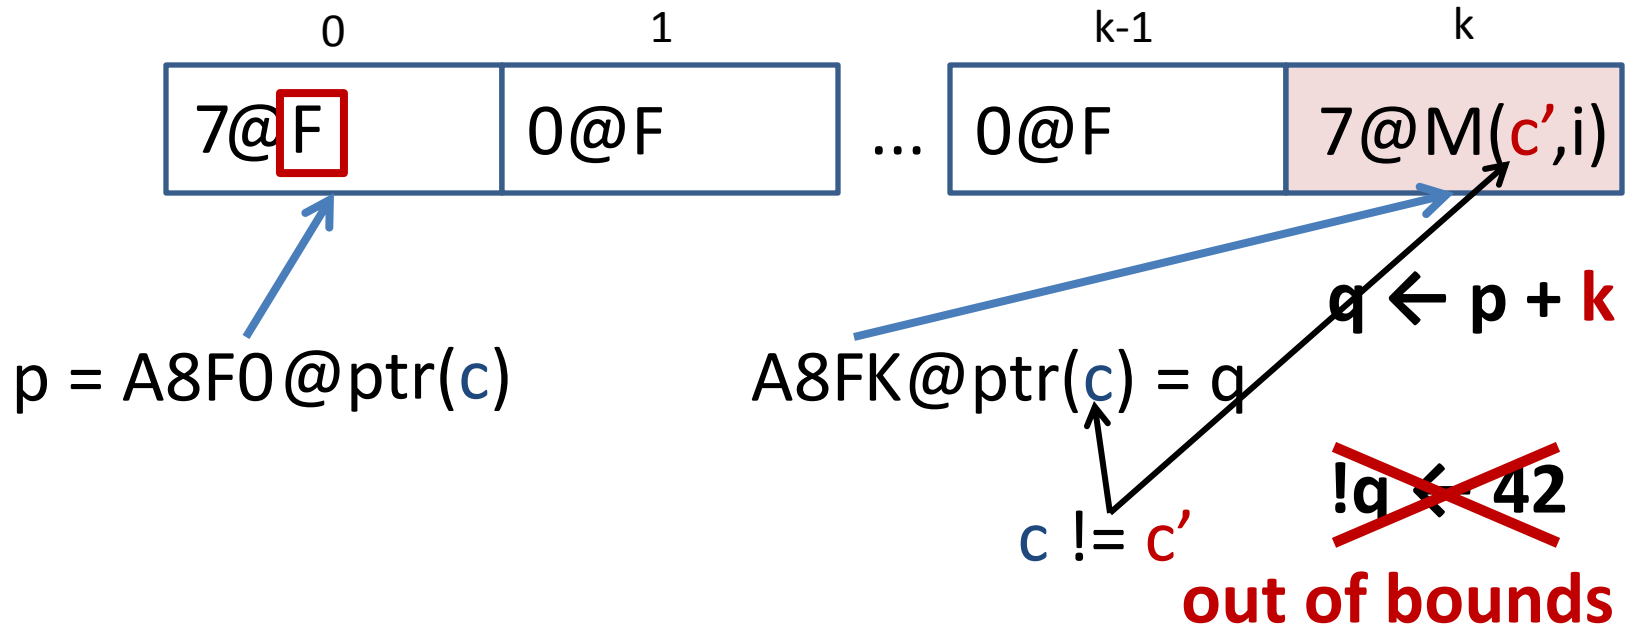 0 1 k-1 k
7@F 0@F ... 0@F 7@M(c’,i)
q ← p + k
p = A8F0@ptr(c) A8FK@ptr(c) = q
!q ← 42
c != c’
out of bounds